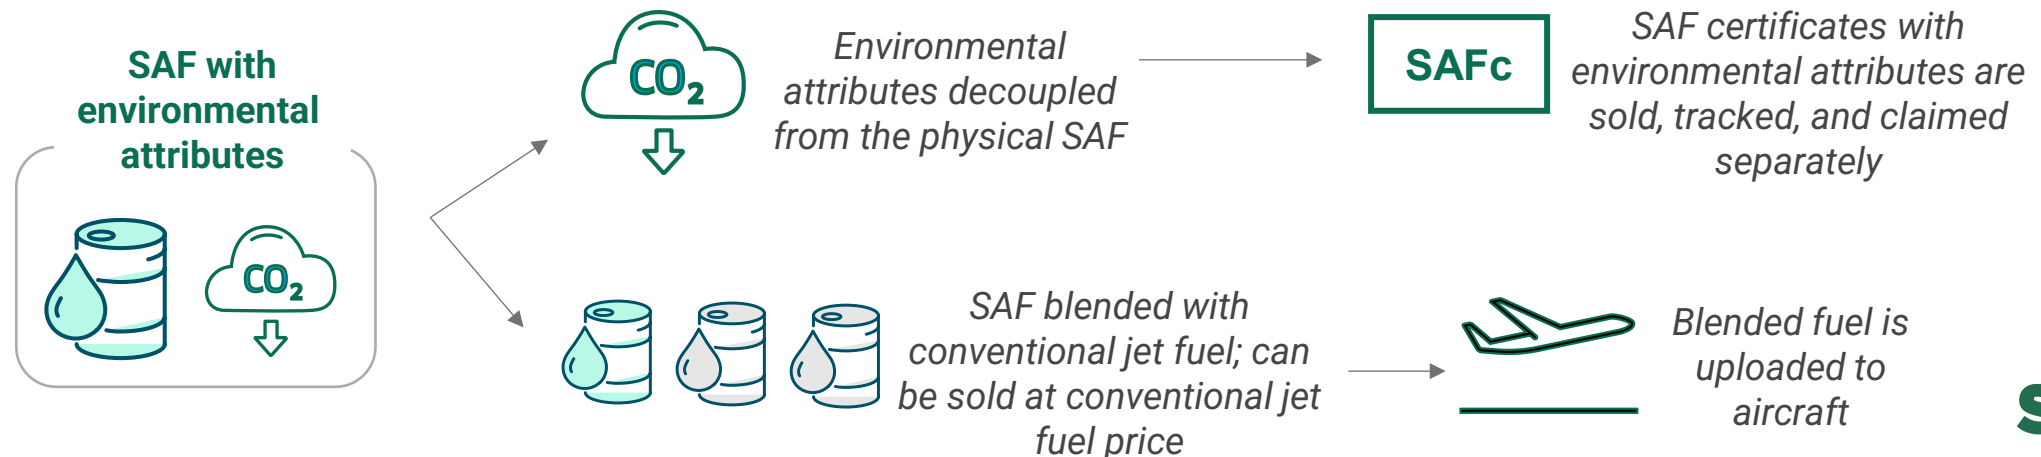 SAF with
environmental
attributes
CO2
CO2
Environmental
attributes decoupled
from the physical SAF
SAFc
SAF certificates with
environmental attributes are
sold, tracked, and claimed
separately
SAF blended with
conventional jet fuel; can
be sold at conventional jet
fuel price
Blended fuel is
uploaded to
aircraft
S